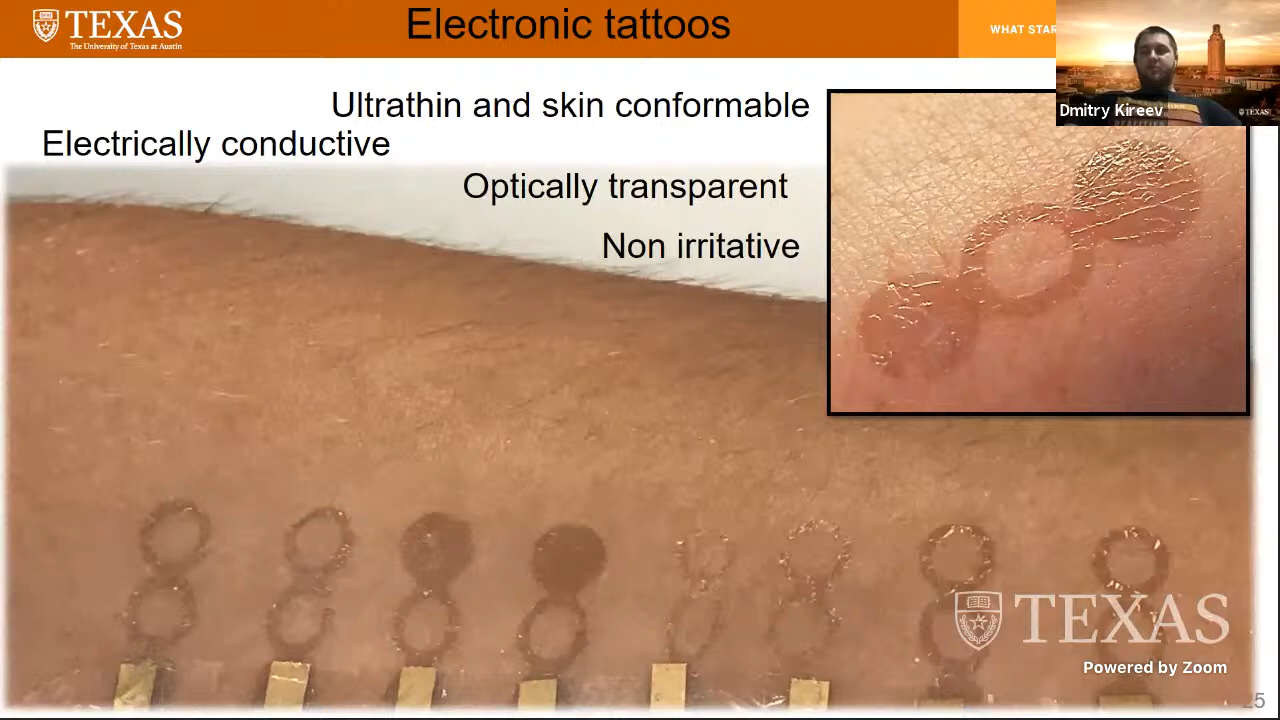 TEXAS
The University of Texas at Austin
Electronic tattoos
WHAT STAR
Dmitry Kireev
TEXAS
Ultrathin and skin conformable
Electrically conductive
Optically transparent
Non irritative
TEXAS
Powered by Zoom
25